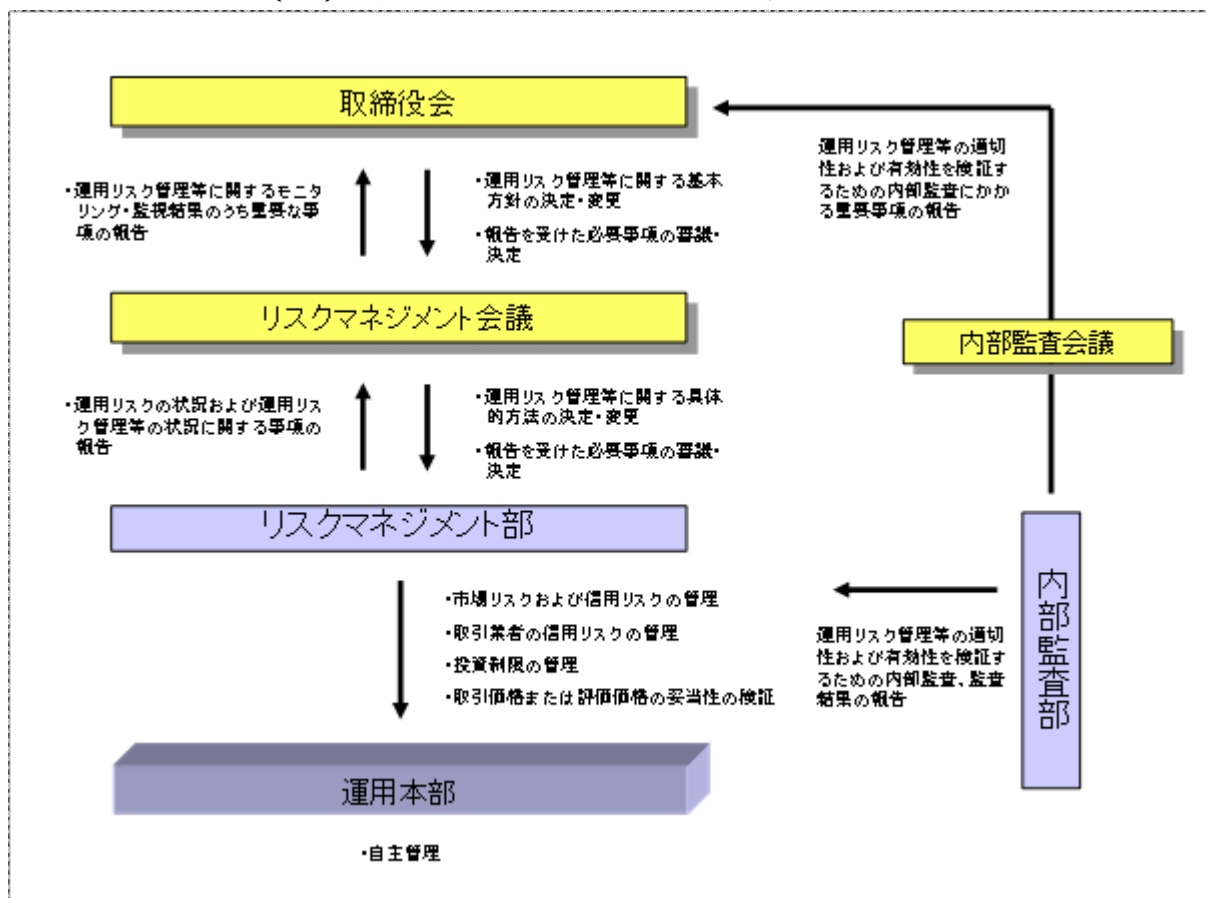 取締役会
・運用リスク管理等に関するモニ
タリング・監視結果のうち重要な事
項の報告
・運用リスク管理等に関する基本
方針の決定・変更
・報告を受けた必要事項の審議・
決定
運用リスク管理等の適切
性および有効性を検証す
るための内部監査にかか
る重要事項の報告
リスクマネジメント会議
内部監査会議
・運用リスクの状況および運用リス
ク管理等の状況に関する事項の
報告
・運用リスク管理等に関する具体
的方法の決定・変更
・報告を受けた必要事項の審議・
決定
リスクマネジメント部
内部監査部
・市場リスクおよび信用リスクの管理
・取引業者の信用リスクの管理
・投資制限の管理
・取引価格または評価価格の妥当性の検証
運用リスク管理等の適切
性および有効性を検証す
るための内部監査、監査
結果の報告
運用本部
・自主管理